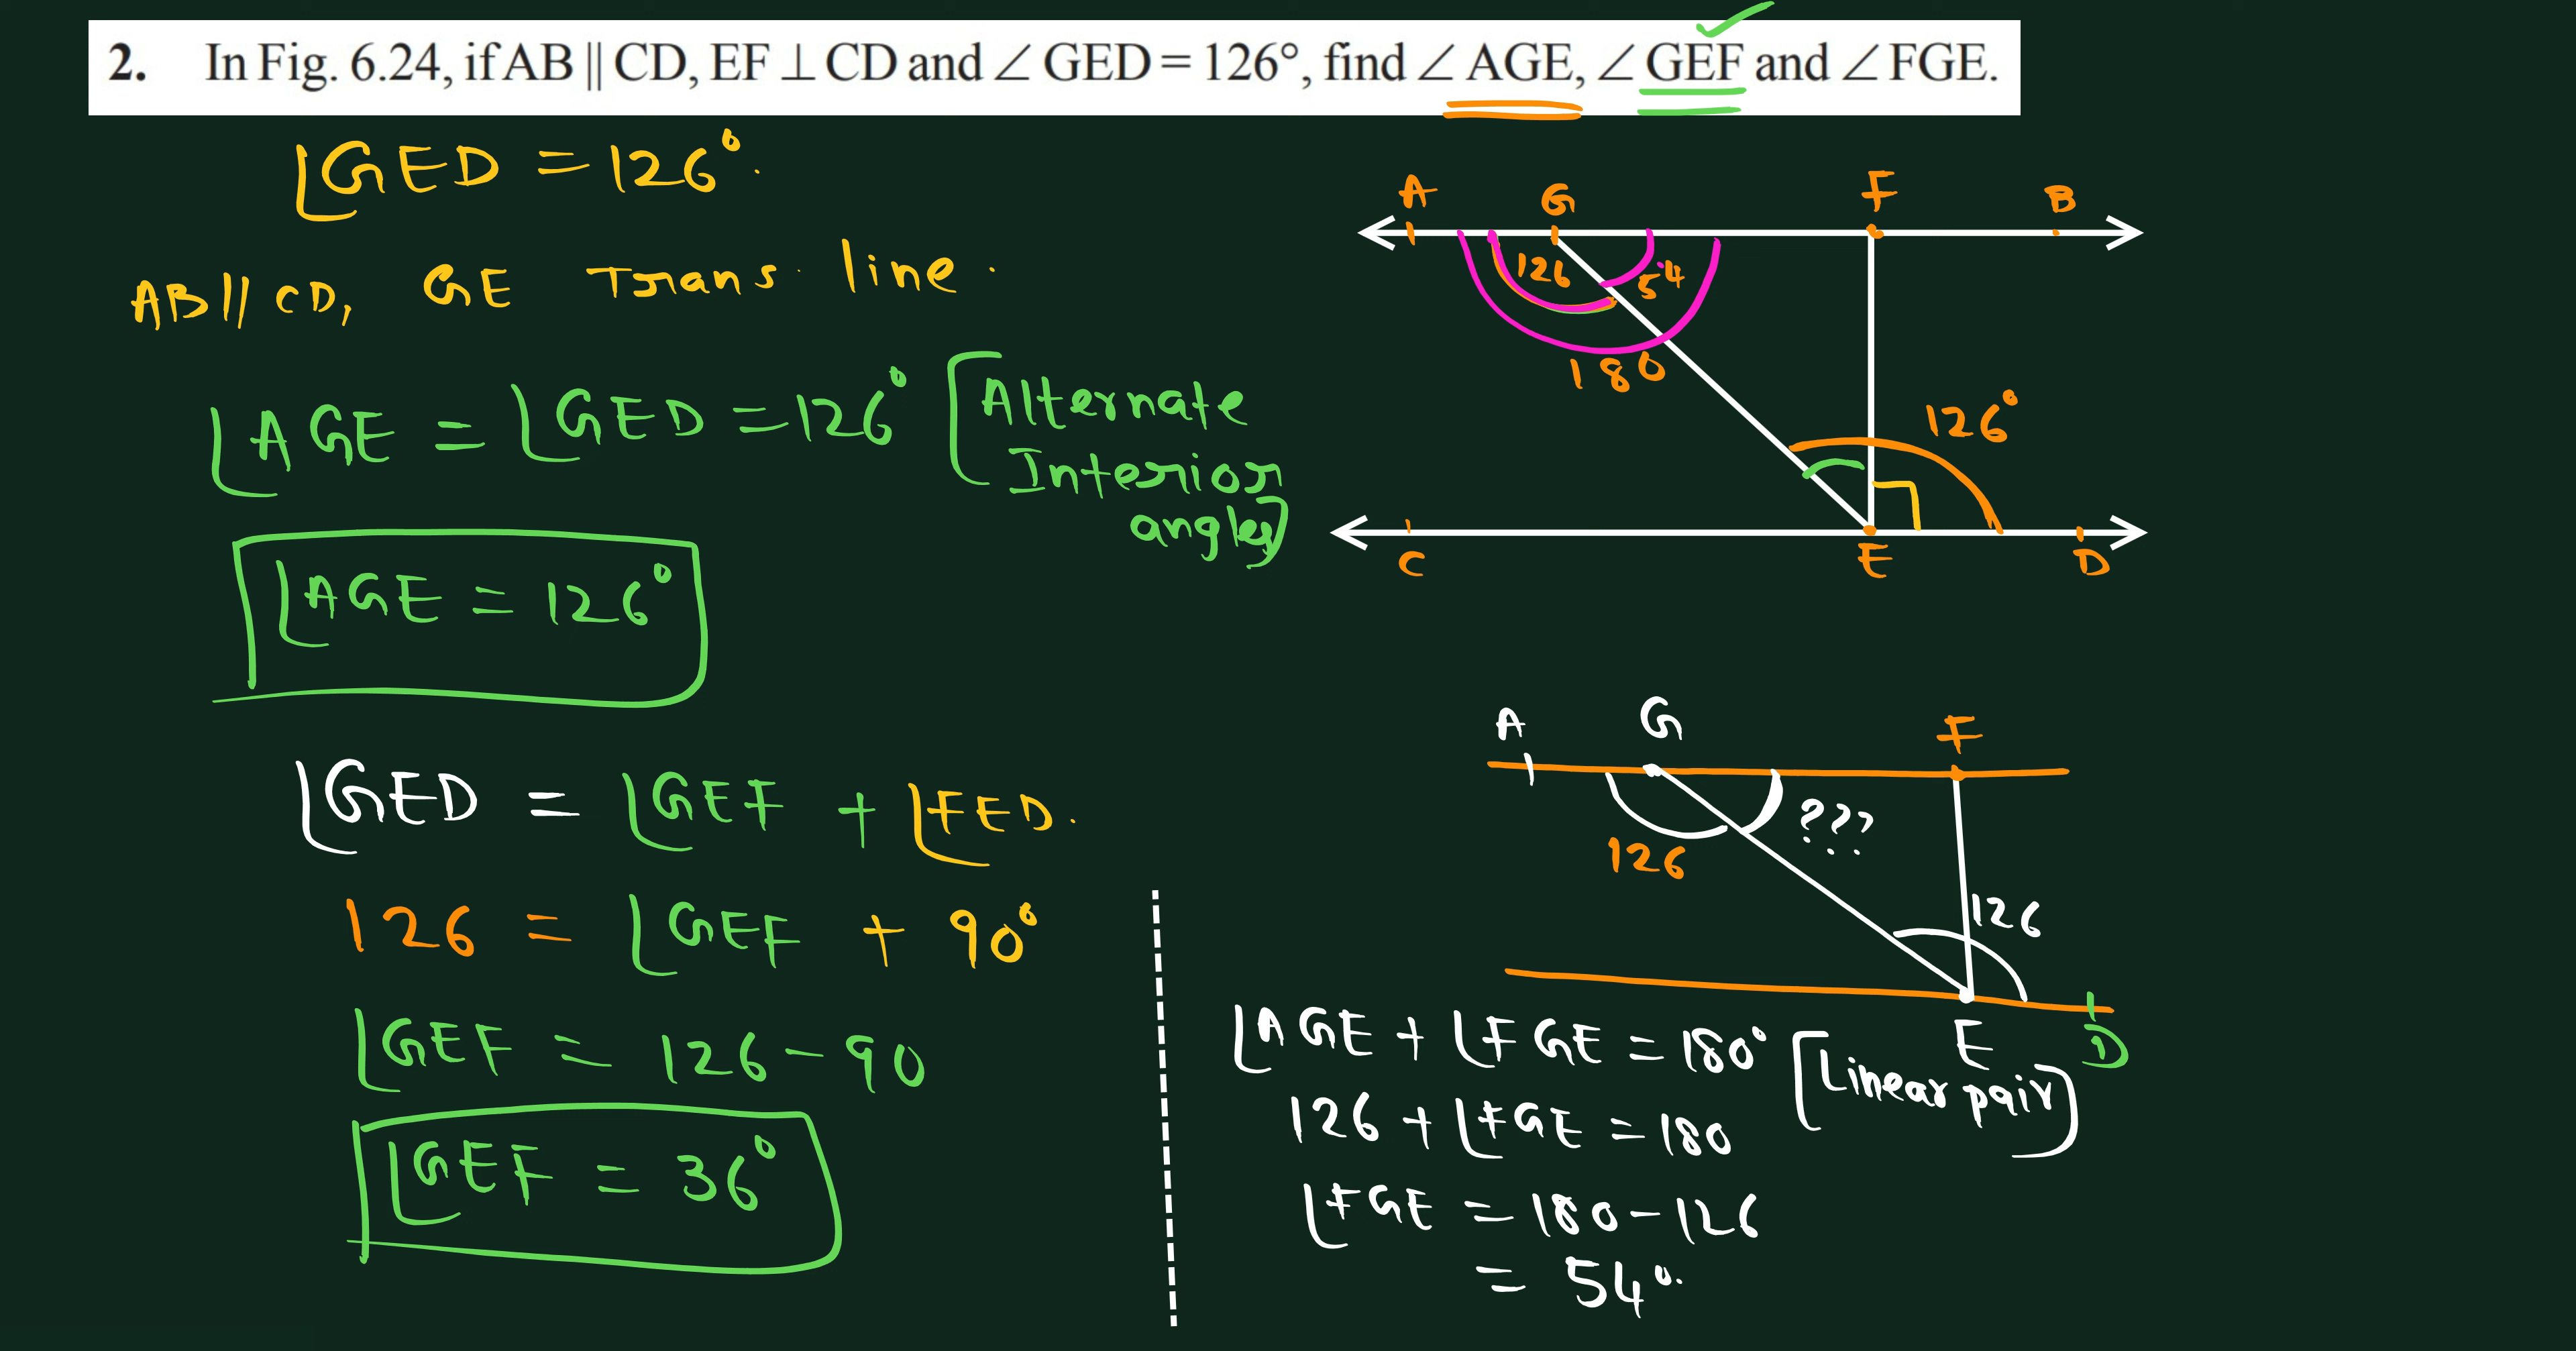 2. In Fig. 6.24, if AB || CD, EF ⊥ CD and ∠ GED = 126°, find ∠ AGE, ∠ GEF and ∠ FGE.
∠GED = 126°.
AB // CD, GE Trans. line.
∠AGE = ∠GED = 126° [Alternate
Interior
angles]
∠AGE = 126°
∠GED = ∠GEF + ∠FED.
126 = ∠GEF + 90°
∠GEF = 126 - 90
∠GEF = 36°
A G F B
126 54
180
126°
C E D
A G F
126 ???
126
E D
∠AGE + ∠FGE = 180° [Linear pair]
126 + ∠FGE = 180
∠FGE = 180 - 126
= 54°.